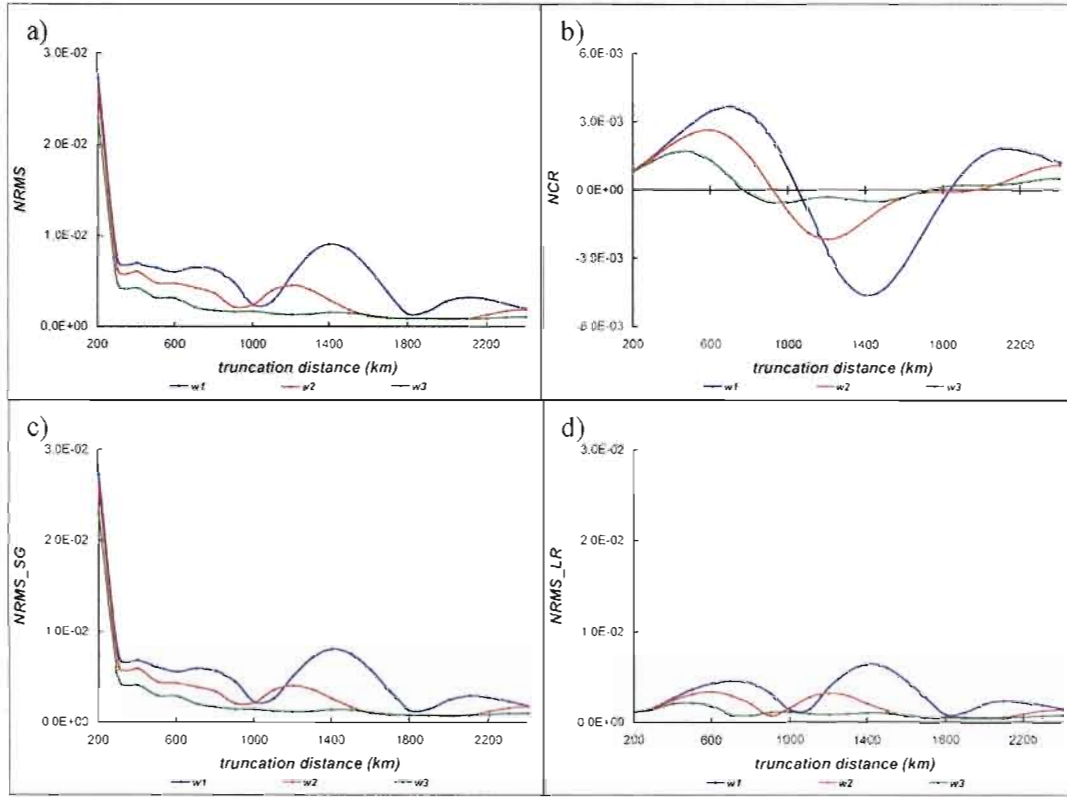 a)
3.0E-02
2.0E-02
1.0E-02
0.0E+00
NRMS
200 600 1000 1400 1800 2200
truncation distance (km)
w1 w2 w3
b)
6.0E-03
3.0E-03
0.0E+00
-3.0E-03
-6.0E-03
NCR
200 600 1000 1400 1800 2200
truncation distance (km)
w1 w2 w3
c)
3.0E-02
2.0E-02
1.0E-02
0.0E+00
NRMS_SG
200 600 1000 1400 1800 2200
truncation distance (km)
w1 w2 w3
d)
3.0E-02
2.0E-02
1.0E-02
0.0E+00
NRMS_LR
200 600 1000 1400 1800 2200
truncation distance (km)
w1 w2 w3